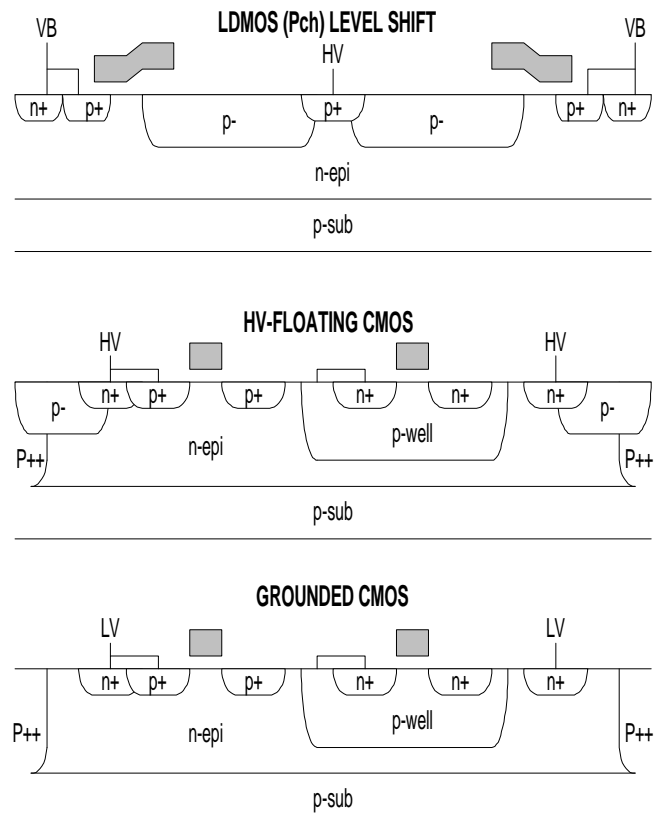 LDMOS (Pch) LEVEL SHIFT
VB HV VB
n+ p+ p- p+ p- p+ n+
n-epi
p-sub
HV-FLOATING CMOS
HV HV
p- n+ p+ p+ n+ n+ n+ p-
P++ n-epi p-well P++
p-sub
GROUNDED CMOS
LV LV
n+ p+ p+ n+ n+ n+
P++ n-epi p-well P++
p-sub